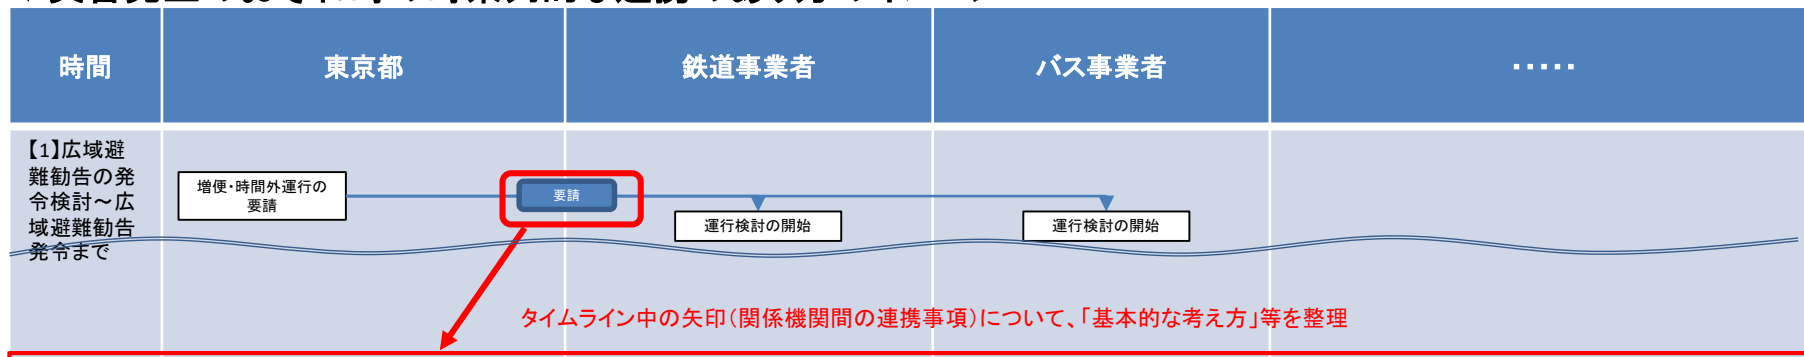 時間
東京都
鉄道事業者
バス事業者
・・・・・
【1】広域避
難勧告の発
令検討～広
域避難勧告
発令まで
増便・時間外運行の
要請
要請
運行検討の開始
運行検討の開始
タイムライン中の矢印(関係機関間の連携事項)について、「基本的な考え方」等を整理